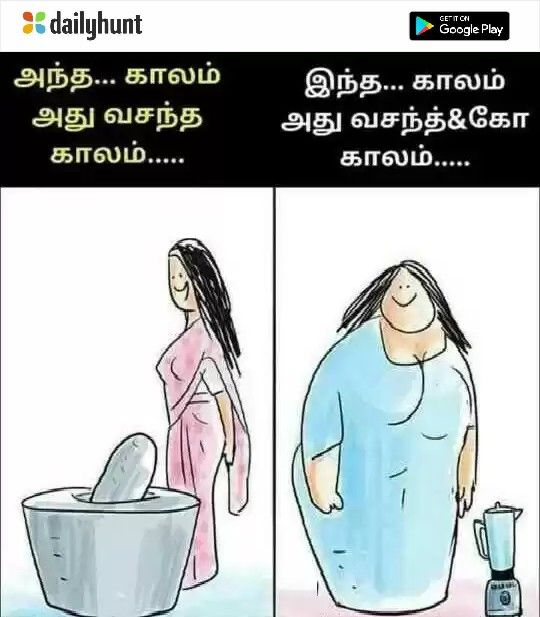 dailyhunt
GET IT ON
Google Play
அந்த... காலம்
அது வசந்த
காலம்.....
இந்த... காலம்
அது வசந்த்&கோ
காலம்.....